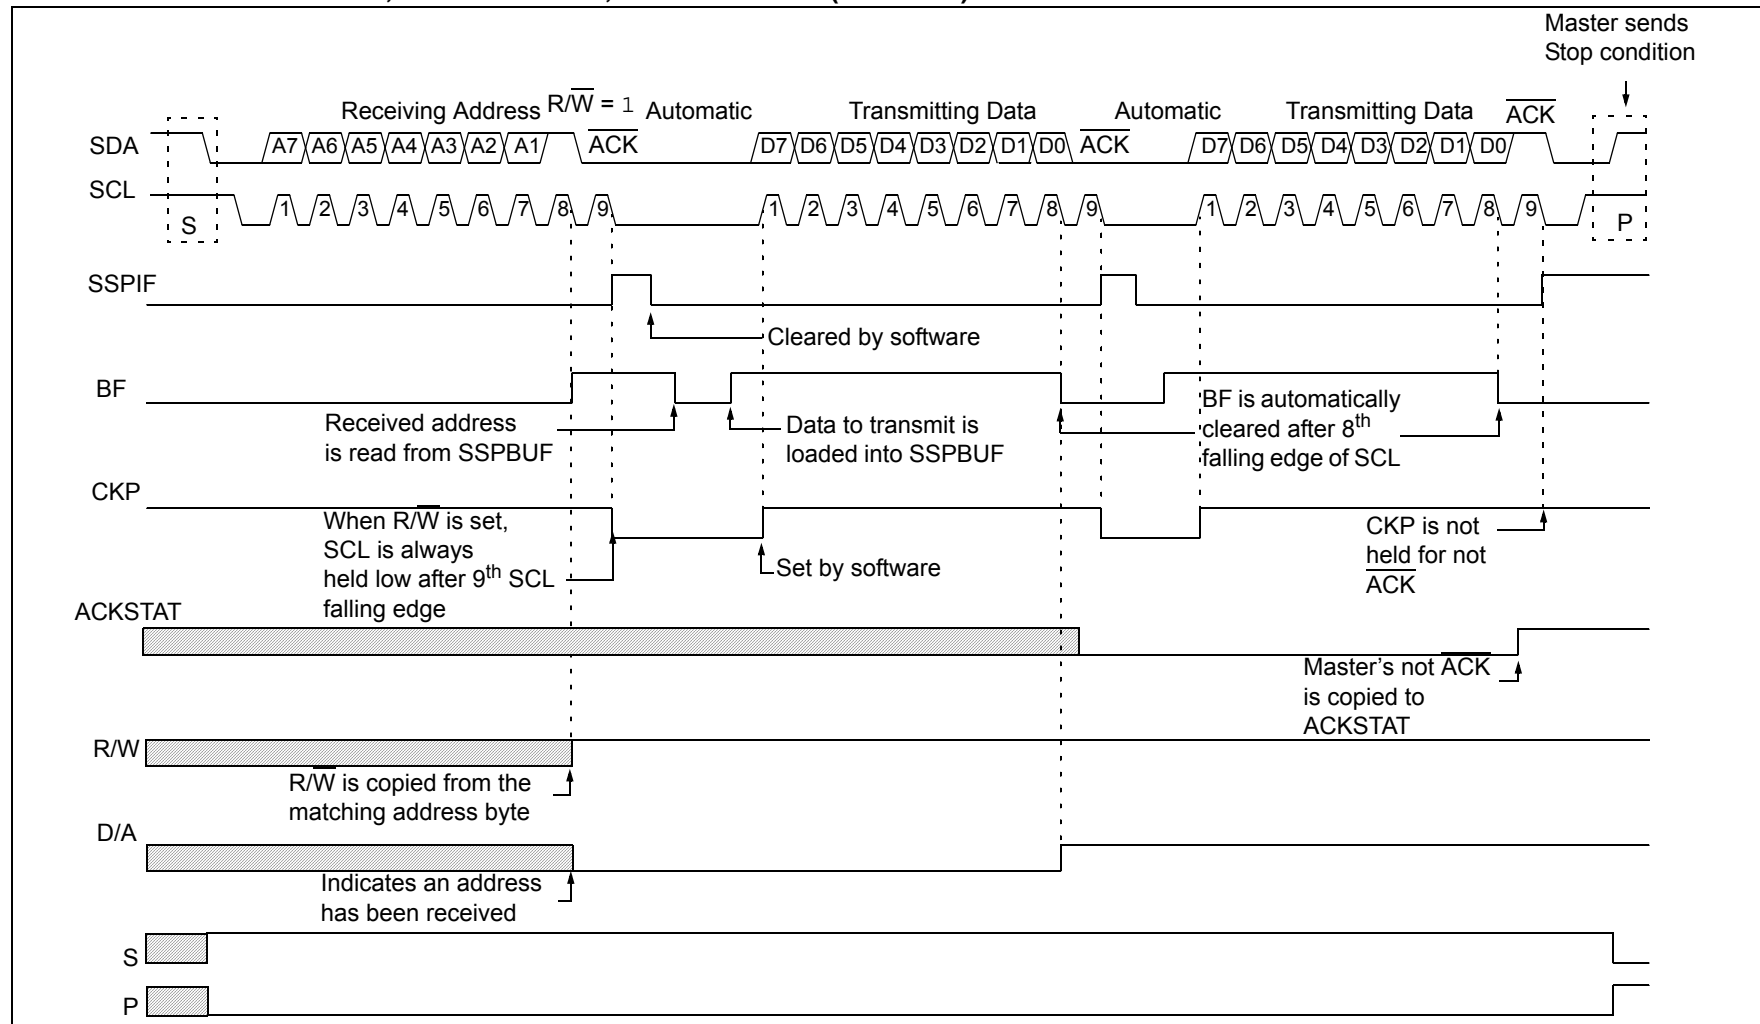 Master sends
Stop condition
Receiving Address R/W = 1 Automatic Transmitting Data Automatic Transmitting Data ACK
SDA A7 A6 A5 A4 A3 A2 A1 ACK D7 D6 D5 D4 D3 D2 D1 D0 ACK D7 D6 D5 D4 D3 D2 D1 D0
SCL 1 2 3 4 5 6 7 8 9 1 2 3 4 5 6 7 8 9 1 2 3 4 5 6 7 8 9
S P
SSPIF
Cleared by software
BF
Received address
is read from SSPBUF
Data to transmit is
loaded into SSPBUF
BF is automatically
cleared after 8th
falling edge of SCL
CKP
When R/W is set,
SCL is always
held low after 9th SCL
falling edge
Set by software
CKP is not
held for not
ACK
ACKSTAT
Master's not ACK
is copied to
ACKSTAT
R/W
R/W is copied from the
matching address byte
D/A
Indicates an address
has been received
S
P